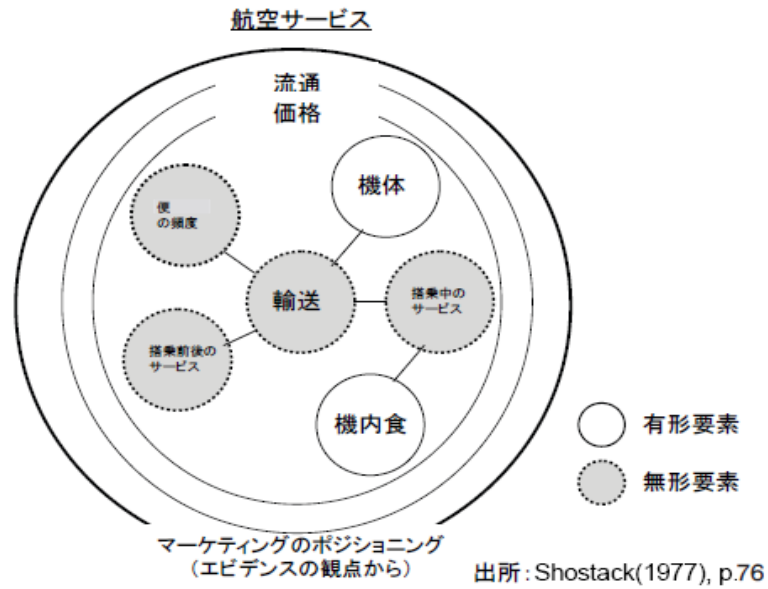 航空サービス
流通
価格
機体
便
の頻度
輸送
搭乗中の
サービス
搭乗前後の
サービス
機内食
有形要素
無形要素
マーケティングのポジショニング
(エビデンスの観点から)
出所:Shostack(1977), p.76